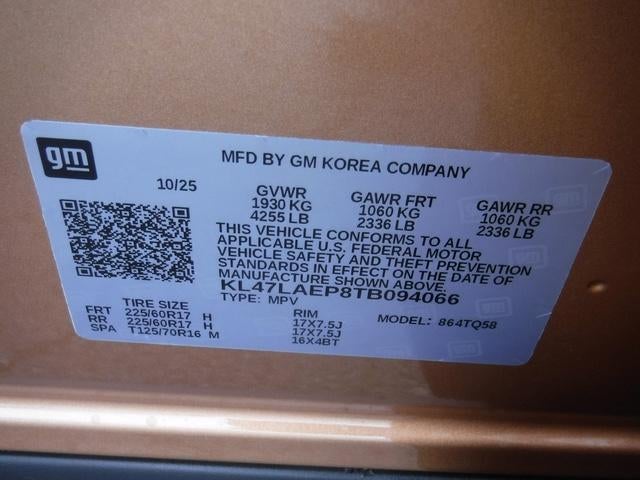 gm
MFD BY GM KOREA COMPANY
10/25
GVWR GAWR FRT GAWR RR
1930 KG 1060 KG 1060 KG
4255 LB 2336 LB 2336 LB
THIS VEHICLE CONFORMS TO ALL
APPLICABLE U.S. FEDERAL MOTOR
VEHICLE SAFETY AND THEFT PREVENTION
STANDARDS IN EFFECT ON THE DATE OF
MANUFACTURE SHOWN ABOVE.
KL47LAEP8TB094066
TYPE: MPV
TIRE SIZE RIM MODEL: 864TQ58
FRT 225/60R17 H 17X7.5J
RR 225/60R17 H 17X7.5J
SPA T125/70R16 M 16X4BT